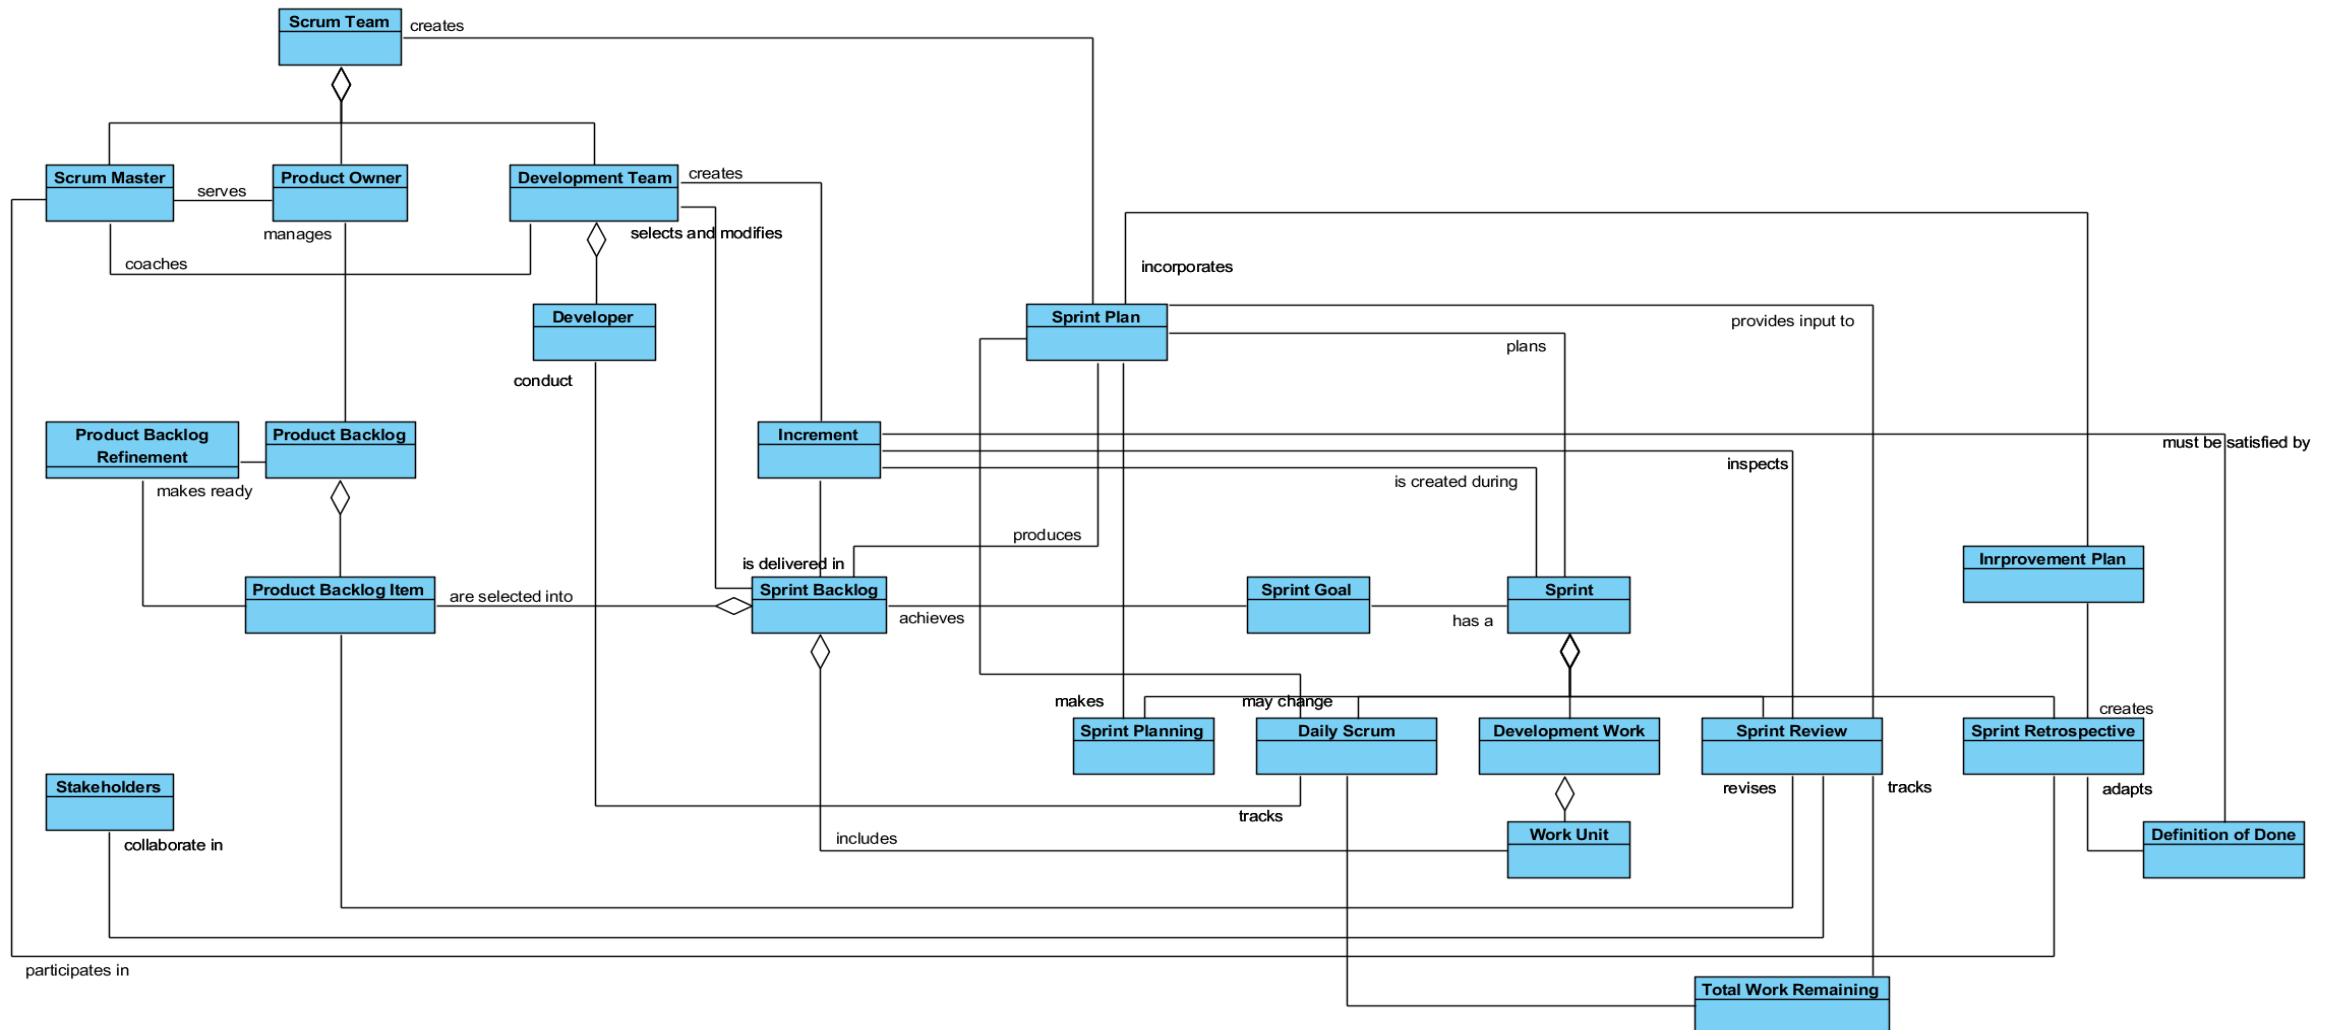 Scrum Team
creates
Scrum Master
serves
Product Owner
Development Team
creates
manages
selects and modifies
coaches
incorporates
Developer
Sprint Plan
provides input to
plans
conduct
Product Backlog
Refinement
Product Backlog
Increment
must be satisfied by
inspects
is created during
makes ready
produces
is delivered in
Inrprovement Plan
Product Backlog Item
are selected into
Sprint Backlog
achieves
Sprint Goal
has a
Sprint
makes
may change
creates
Sprint Planning
Daily Scrum
Development Work
Sprint Review
Sprint Retrospective
Stakeholders
revises
tracks
adapts
tracks
collaborate in
includes
Work Unit
Definition of Done
participates in
Total Work Remaining